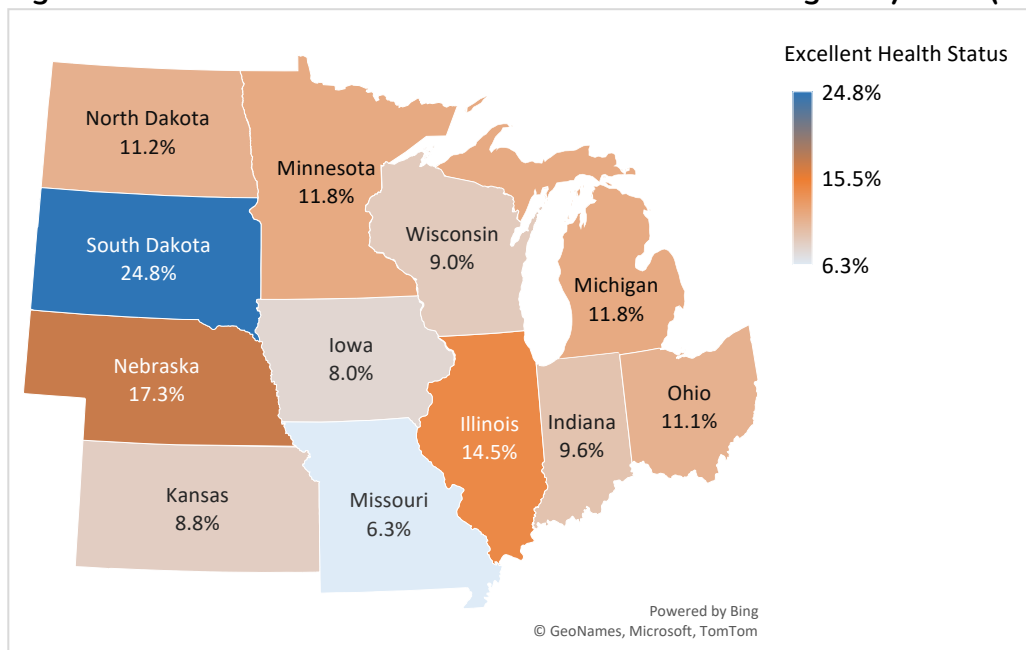 Excellent Health Status
24.8%
15.5%
6.3%
North Dakota
11.2%
Minnesota
11.8%
South Dakota
24.8%
Wisconsin
9.0%
Michigan
11.8%
Nebraska
17.3%
Iowa
8.0%
Illinois
14.5%
Indiana
9.6%
Ohio
11.1%
Kansas
8.8%
Missouri
6.3%
Powered by Bing
© GeoNames, Microsoft, TomTom